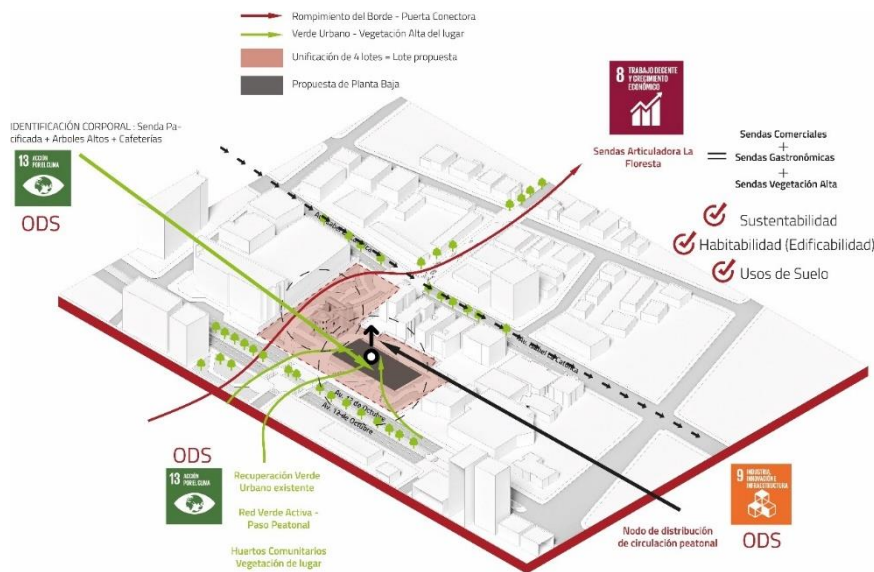 Rompimiento del Borde - Puerta Conectora
Verde Urbano - Vegetación Alta del lugar
Unificación de 4 lotes = Lote propuesta
Propuesta de Planta Baja
IDENTIFICACIÓN CORPORAL : Senda Pa-
cificada + Arboles Altos + Cafeterías
13 ACCIÓN
POR EL CLIMA
ODS
8 TRABAJO DECENTE
Y CRECIMIENTO
ECONÓMICO
Sendas Articuladora La
Floresta
Sendas Comerciales
+
Sendas Gastronómicas
+
Sendas Vegetación Alta
=
Sustentabilidad
Habitabilidad (Edificabilidad)
Usos de Suelo
Av. 12 de Octubre
Av. 12 de Octubre
ODS
13 ACCIÓN
POR EL CLIMA
Recuperación Verde
Urbano existente
Red Verde Activa -
Paso Peatonal
Huertos Comunitarios
Vegetación de lugar
Nodo de distribución
de circulación peatonal
9 INDUSTRIA,
INNOVACIÓN E
INFRAESTRUCTURA
ODS